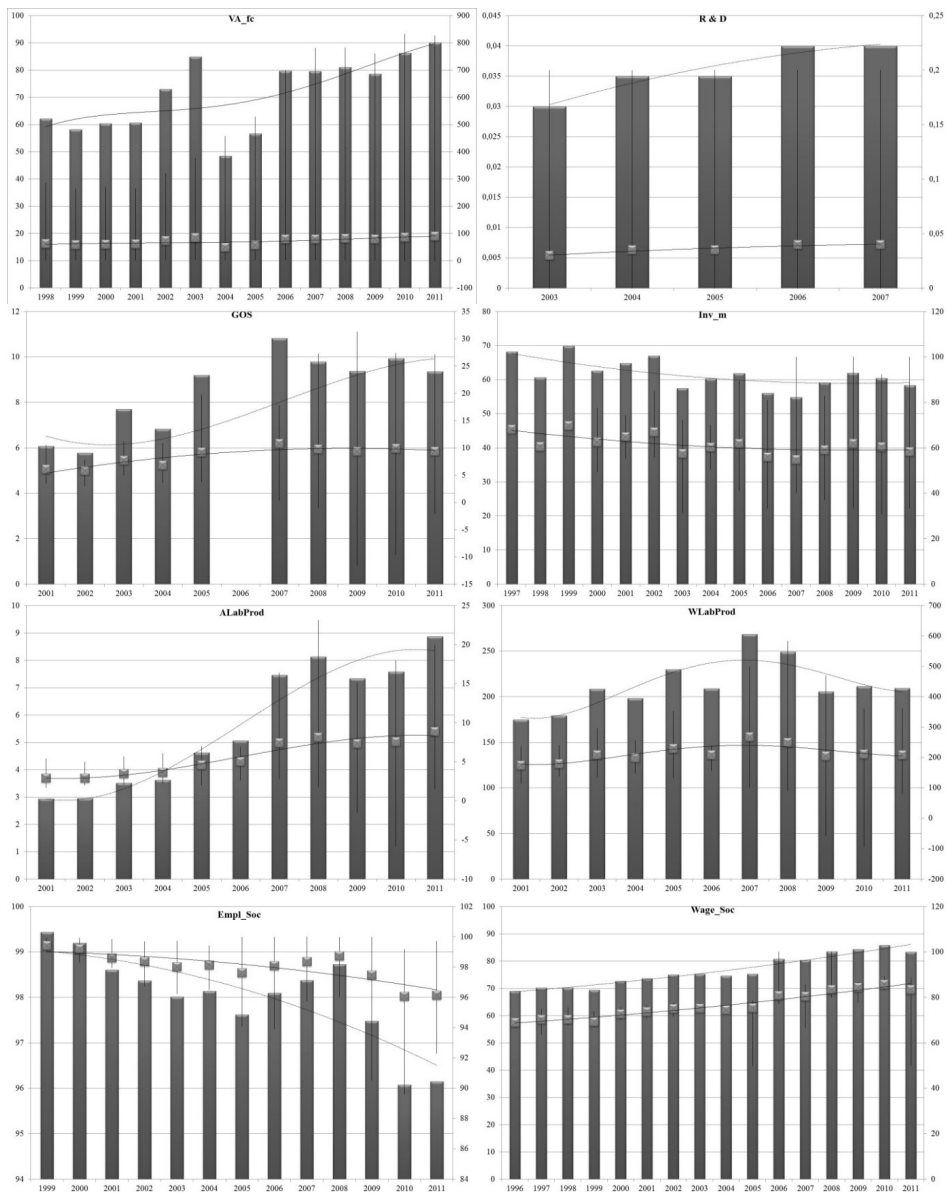 VA_fc
100 90 80 70 60 50 40 30 20 10 0
900 800 700 600 500 400 300 200 100 0 -100
1998 1999 2000 2001 2002 2003 2004 2005 2006 2007 2008 2009 2010 2011
R & D
0,045 0,04 0,035 0,03 0,025 0,02 0,015 0,01 0,005 0
0,25 0,2 0,15 0,1 0,05 0
2003 2004 2005 2006 2007
GOS
12 10 8 6 4 2 0
35 30 25 20 15 10 5 0 -5 -10 -15
2001 2002 2003 2004 2005 2006 2007 2008 2009 2010 2011
Inv_m
80 70 60 50 40 30 20 10 0
120 100 80 60 40 20 0
1997 1998 1999 2000 2001 2002 2003 2004 2005 2006 2007 2008 2009 2010 2011
ALabProd
10 9 8 7 6 5 4 3 2 1 0
25 20 15 10 5 0 -5 -10
2001 2002 2003 2004 2005 2006 2007 2008 2009 2010 2011
WLabProd
300 250 200 150 100 50 0
700 600 500 400 300 200 100 0 -100 -200
2001 2002 2003 2004 2005 2006 2007 2008 2009 2010 2011
Empl_Soc
100 99 98 97 96 95 94
102 100 98 96 94 92 90 88 86 84
1999 2000 2001 2002 2003 2004 2005 2006 2007 2008 2009 2010 2011
Wage_Soc
100 90 80 70 60 50 40 30 20 10 0
120 100 80 60 40 20 0
1996 1997 1998 1999 2000 2001 2002 2003 2004 2005 2006 2007 2008 2009 2010 2011